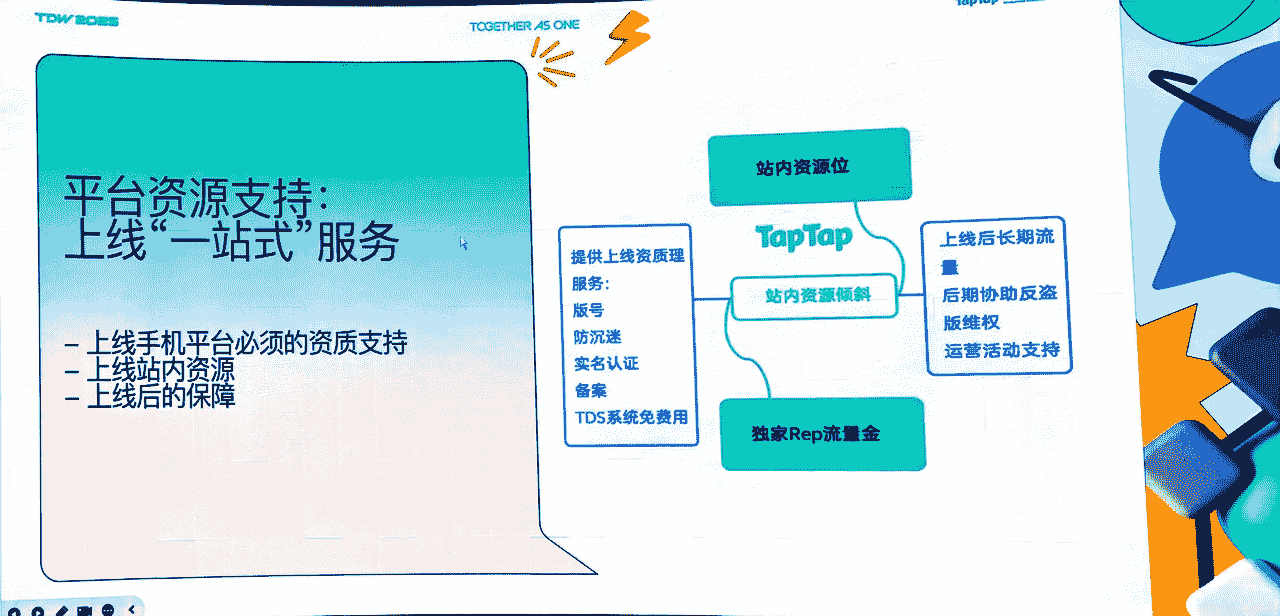 TDW 2025
TOGETHER AS ONE
TapTap
平台资源支持：
上线“一站式”服务
– 上线手机平台必须的资质支持
– 上线站内资源
– 上线后的保障
站内资源位
TapTap
站内资源倾斜
提供上线资质理
服务：
版号
防沉迷
实名认证
备案
TDS系统免费用
上线后长期流
量
后期协助反盗
版维权
运营活动支持
独家Rep流量金